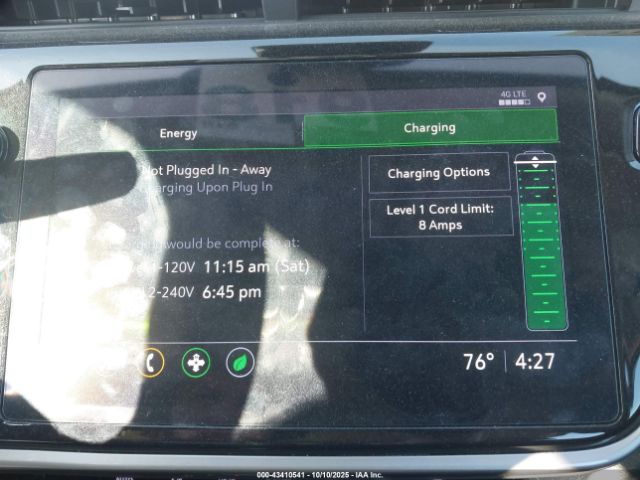 4G LTE
Energy
Charging
Not Plugged In - Away
Charging Upon Plug In
Charging Options
Level 1 Cord Limit:
8 Amps
would be complete at:
-120V 11:15 am (Sat)
2-240V 6:45 pm
76° 4:27
000-43410541 - 10/10/2025 - IAA Inc.